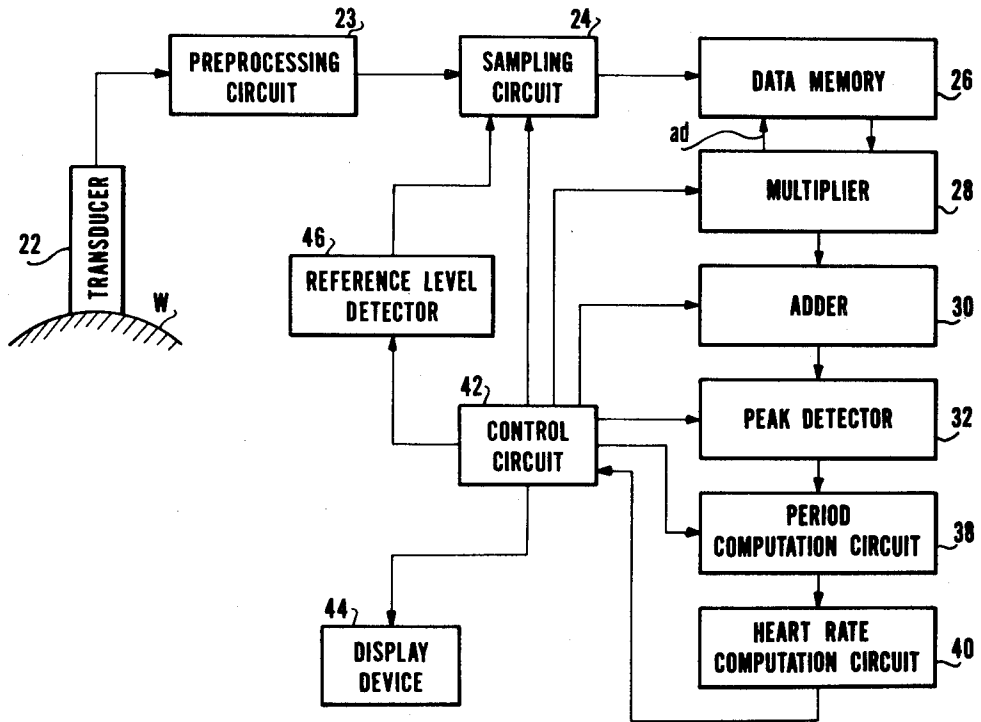 23
PREPROCESSING
CIRCUIT
24
SAMPLING
CIRCUIT
DATA MEMORY
26
ad
MULTIPLIER
28
22
TRANSDUCER
W
46
REFERENCE LEVEL
DETECTOR
ADDER
30
42
CONTROL
CIRCUIT
PEAK DETECTOR
32
PERIOD
COMPUTATION CIRCUIT
38
44
DISPLAY
DEVICE
HEART RATE
COMPUTATION CIRCUIT
40